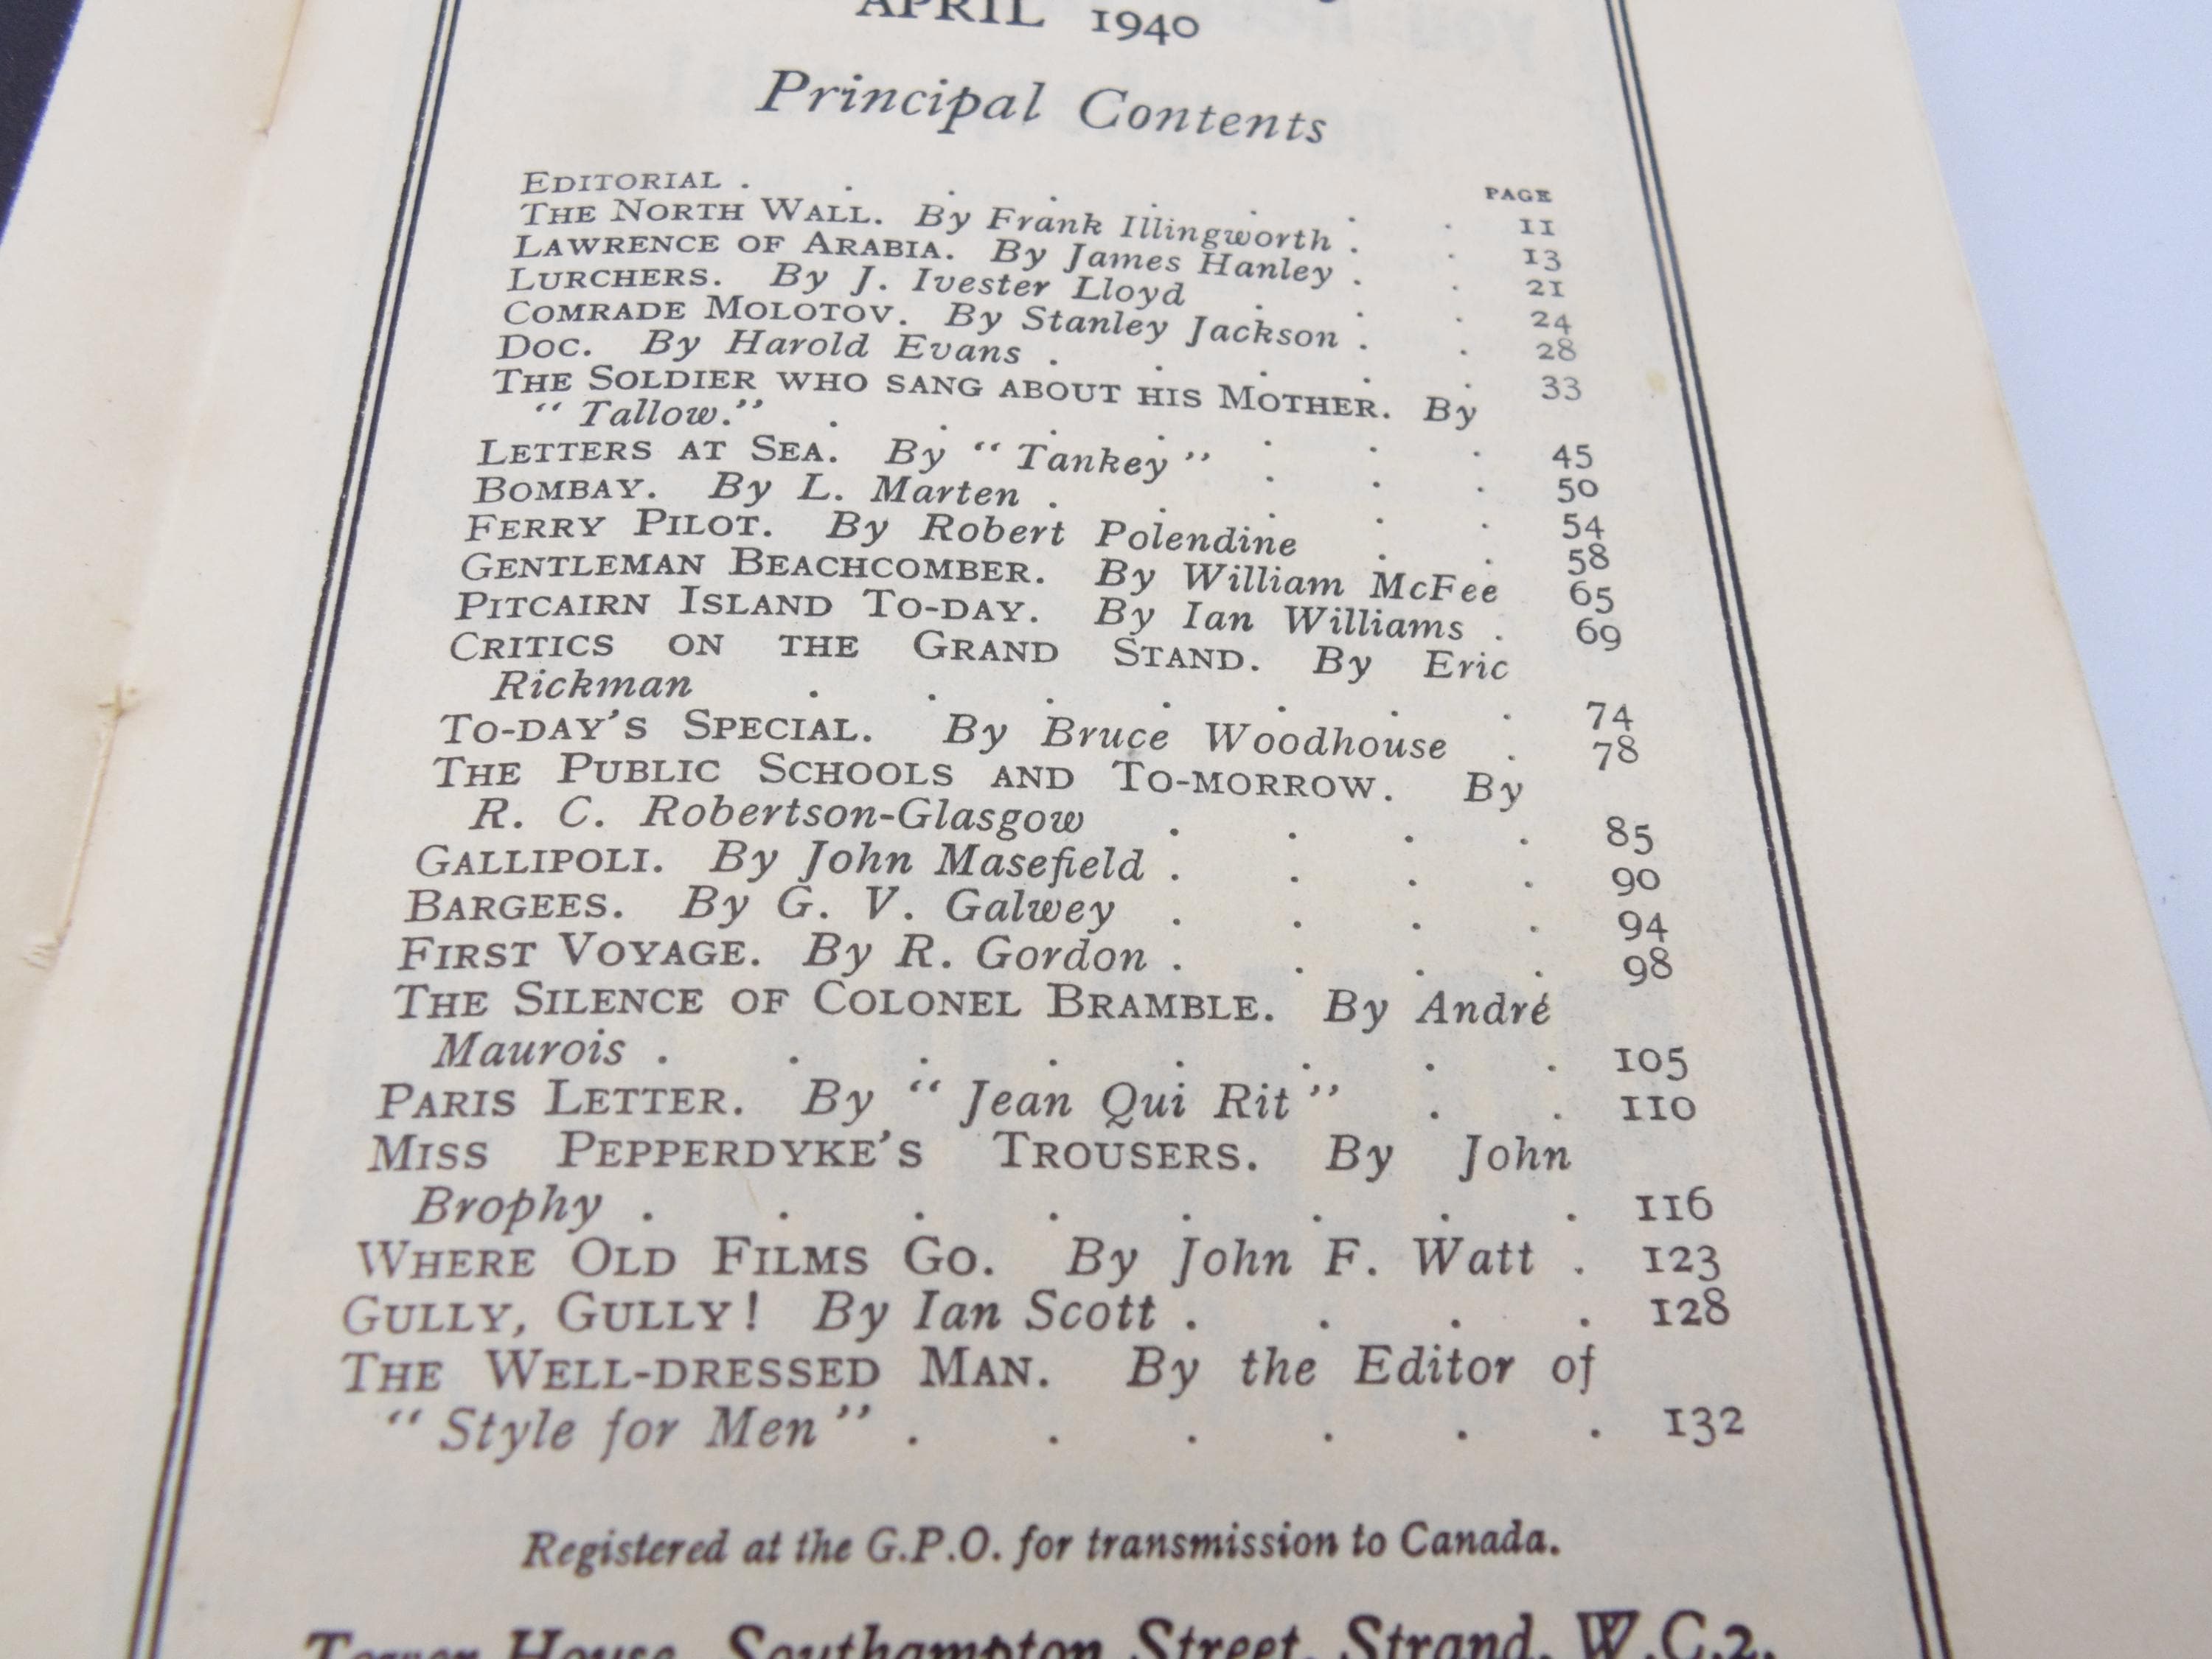 APRIL 1940
Principal Contents
PAGE
EDITORIAL . . . . . . . . 11
THE NORTH WALL. By Frank Illingworth . . 13
LAWRENCE OF ARABIA. By James Hanley . . 21
LURCHERS. By J. Ivester Lloyd . . . 24
COMRADE MOLOTOV. By Stanley Jackson . . 28
DOC. By Harold Evans . . . . . 33
THE SOLDIER WHO SANG ABOUT HIS MOTHER. By
“Tallow.” . . . . . . . 45
LETTERS AT SEA. By “Tankey” . . . 50
BOMBAY. By L. Marten . . . . . 54
FERRY PILOT. By Robert Polendine . . 58
GENTLEMAN BEACHCOMBER. By William McFee 65
PITCAIRN ISLAND TO-DAY. By Ian Williams . 69
CRITICS ON THE GRAND STAND. By Eric
Rickman . . . . . . . 74
TO-DAY’S SPECIAL. By Bruce Woodhouse . 78
THE PUBLIC SCHOOLS AND TO-MORROW. By
R. C. Robertson-Glasgow . . . . 85
GALLIPOLI. By John Masefield . . . . 90
BARGEES. By G. V. Galwey . . . . 94
FIRST VOYAGE. By R. Gordon . . . . 98
THE SILENCE OF COLONEL BRAMBLE. By André
Maurois . . . . . . . . 105
PARIS LETTER. By “Jean Qui Rit” . . 110
MISS PEPPERDYKE’S TROUSERS. By John
Brophy . . . . . . . . 116
WHERE OLD FILMS GO. By John F. Watt . 123
GULLY, GULLY! By Ian Scott . . . . 128
THE WELL-DRESSED MAN. By the Editor of
“Style for Men” . . . . . . 132
Registered at the G.P.O. for transmission to Canada.
Tower House, Southampton Street, Strand, W.C.2.